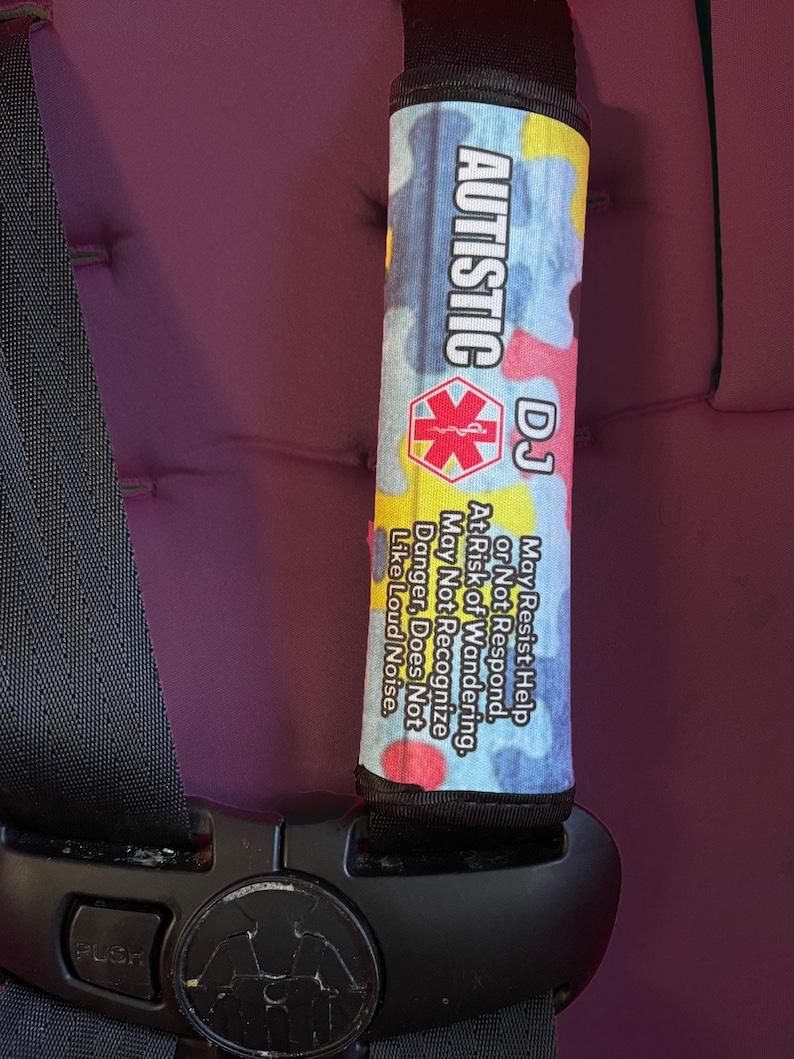 DJ
AUTISTIC
May Resist Help
or Not Respond.
At Risk of Wandering.
May Not Recognize
Danger, Does Not
Like Loud Noise.
PUSH